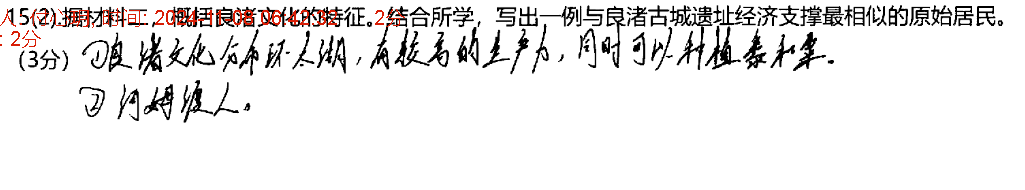 15(2).据材料二，概括良渚文化的特征。结合所学，写出一例与良渚古城遗址经济支撑最相似的原始居民。
：2分
（3分）①良渚文化分布环太湖，有较高的生产力，同时可以种植黍和粟。
②河姆渡人。